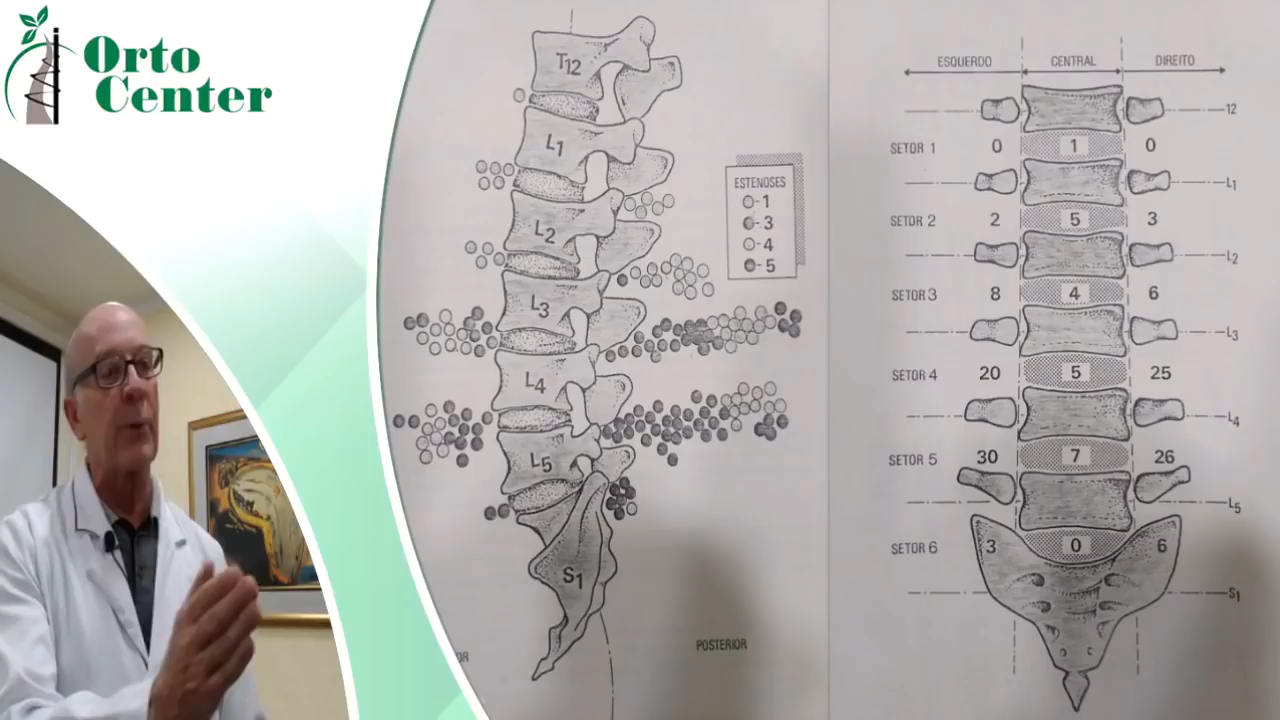 Orto
Center
T12
L1
L2
L3
L4
L5
S1
ESTENOSES
-1
-3
-4
-5
OR
POSTERIOR
ESQUERDO CENTRAL DIREITO
12
SETOR 1 0 1 0
L1
SETOR 2 2 5 3
L2
SETOR 3 8 4 6
L3
SETOR 4 20 5 25
L4
SETOR 5 30 7 26
L5
SETOR 6 3 0 6
S1